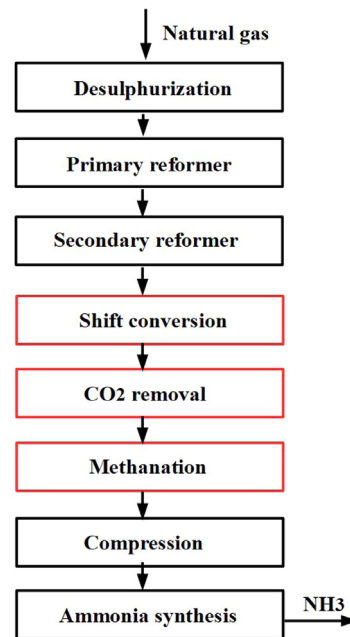 Natural gas
Desulphurization
Primary reformer
Secondary reformer
Shift conversion
CO2 removal
Methanation
Compression
Ammonia synthesis
NH3